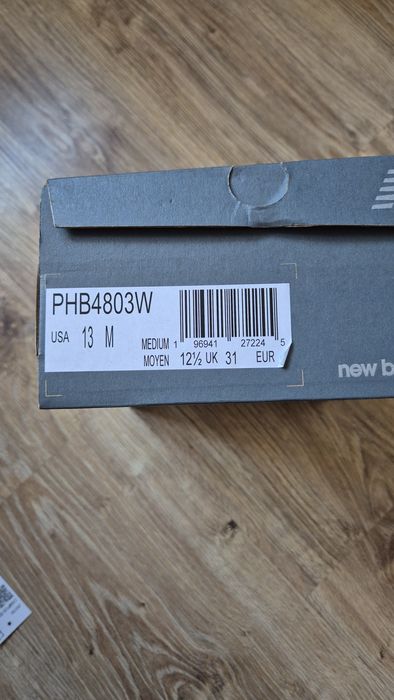 PHB4803W
USA 13 M MEDIUM 1 96941 27224 5
MOYEN 12½ UK 31 EUR
new b